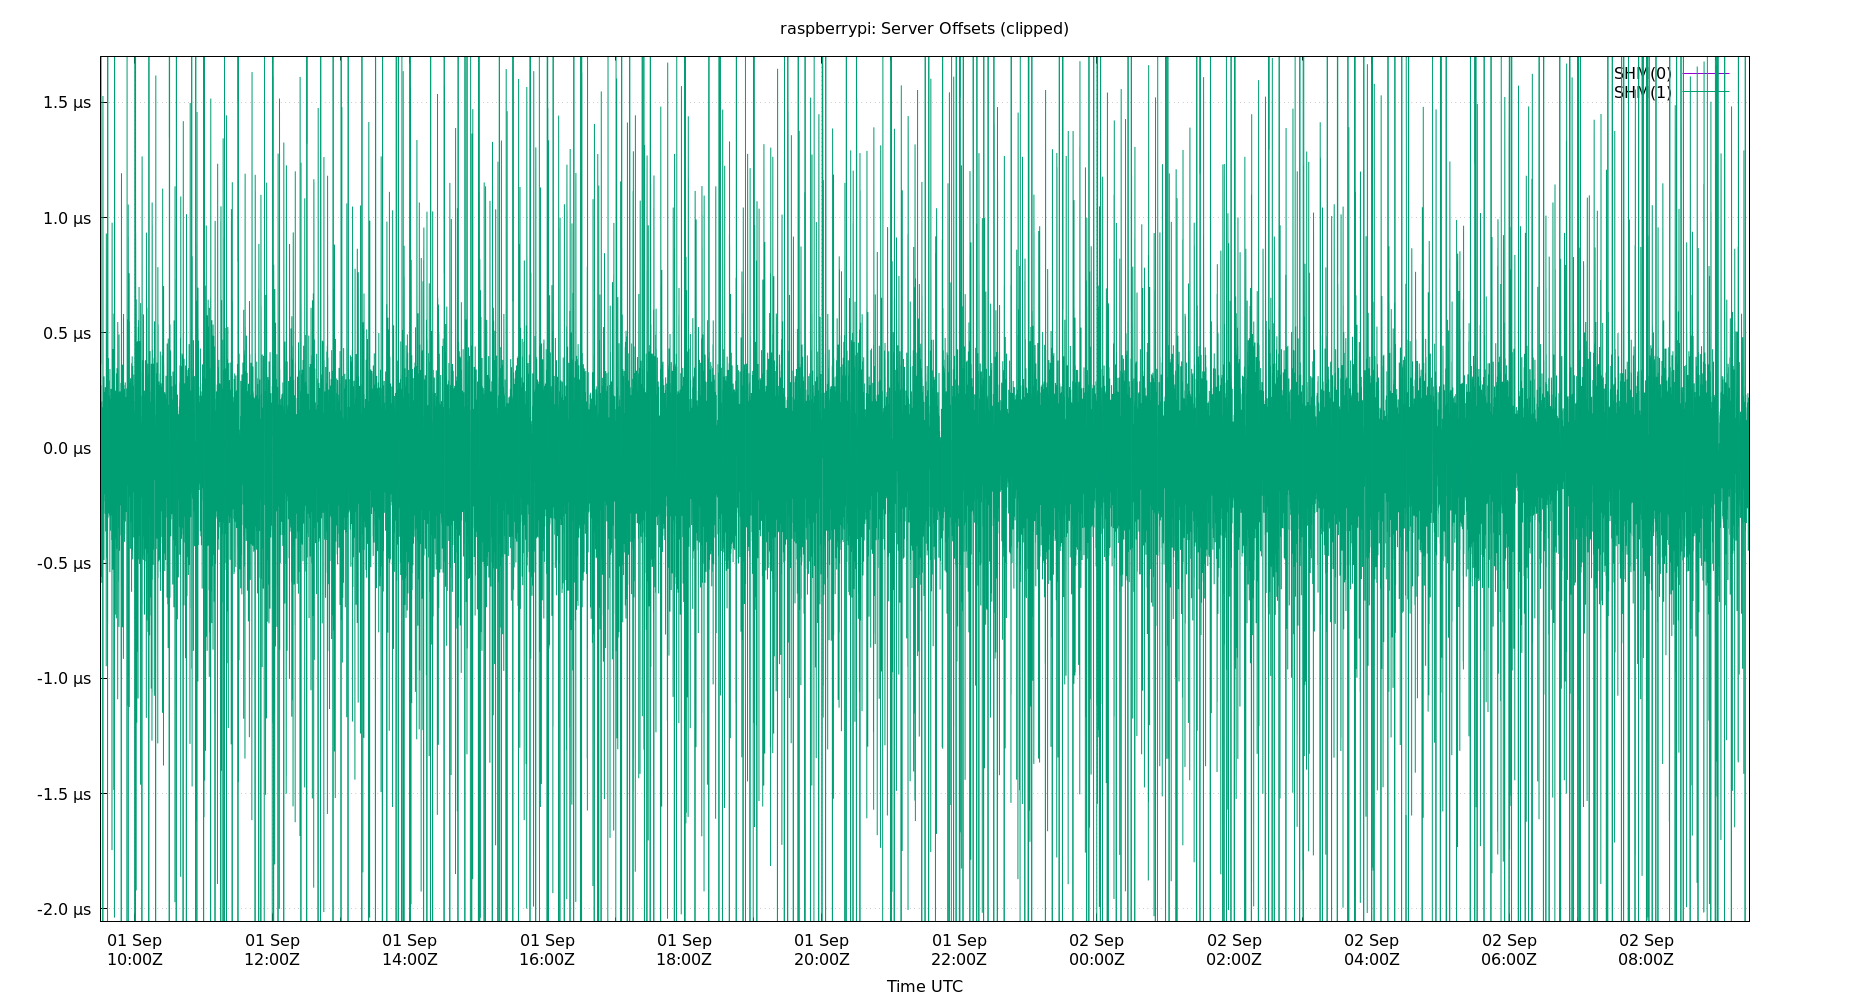 raspberrypi: Server Offsets (clipped)
SHM(0)
SHM(1)
1.5 µs
1.0 µs
0.5 µs
0.0 µs
-0.5 µs
-1.0 µs
-1.5 µs
-2.0 µs
01 Sep 01 Sep 01 Sep 01 Sep 01 Sep 01 Sep 01 Sep 02 Sep 02 Sep 02 Sep 02 Sep 02 Sep
10:00Z 12:00Z 14:00Z 16:00Z 18:00Z 20:00Z 22:00Z 00:00Z 02:00Z 04:00Z 06:00Z 08:00Z
Time UTC